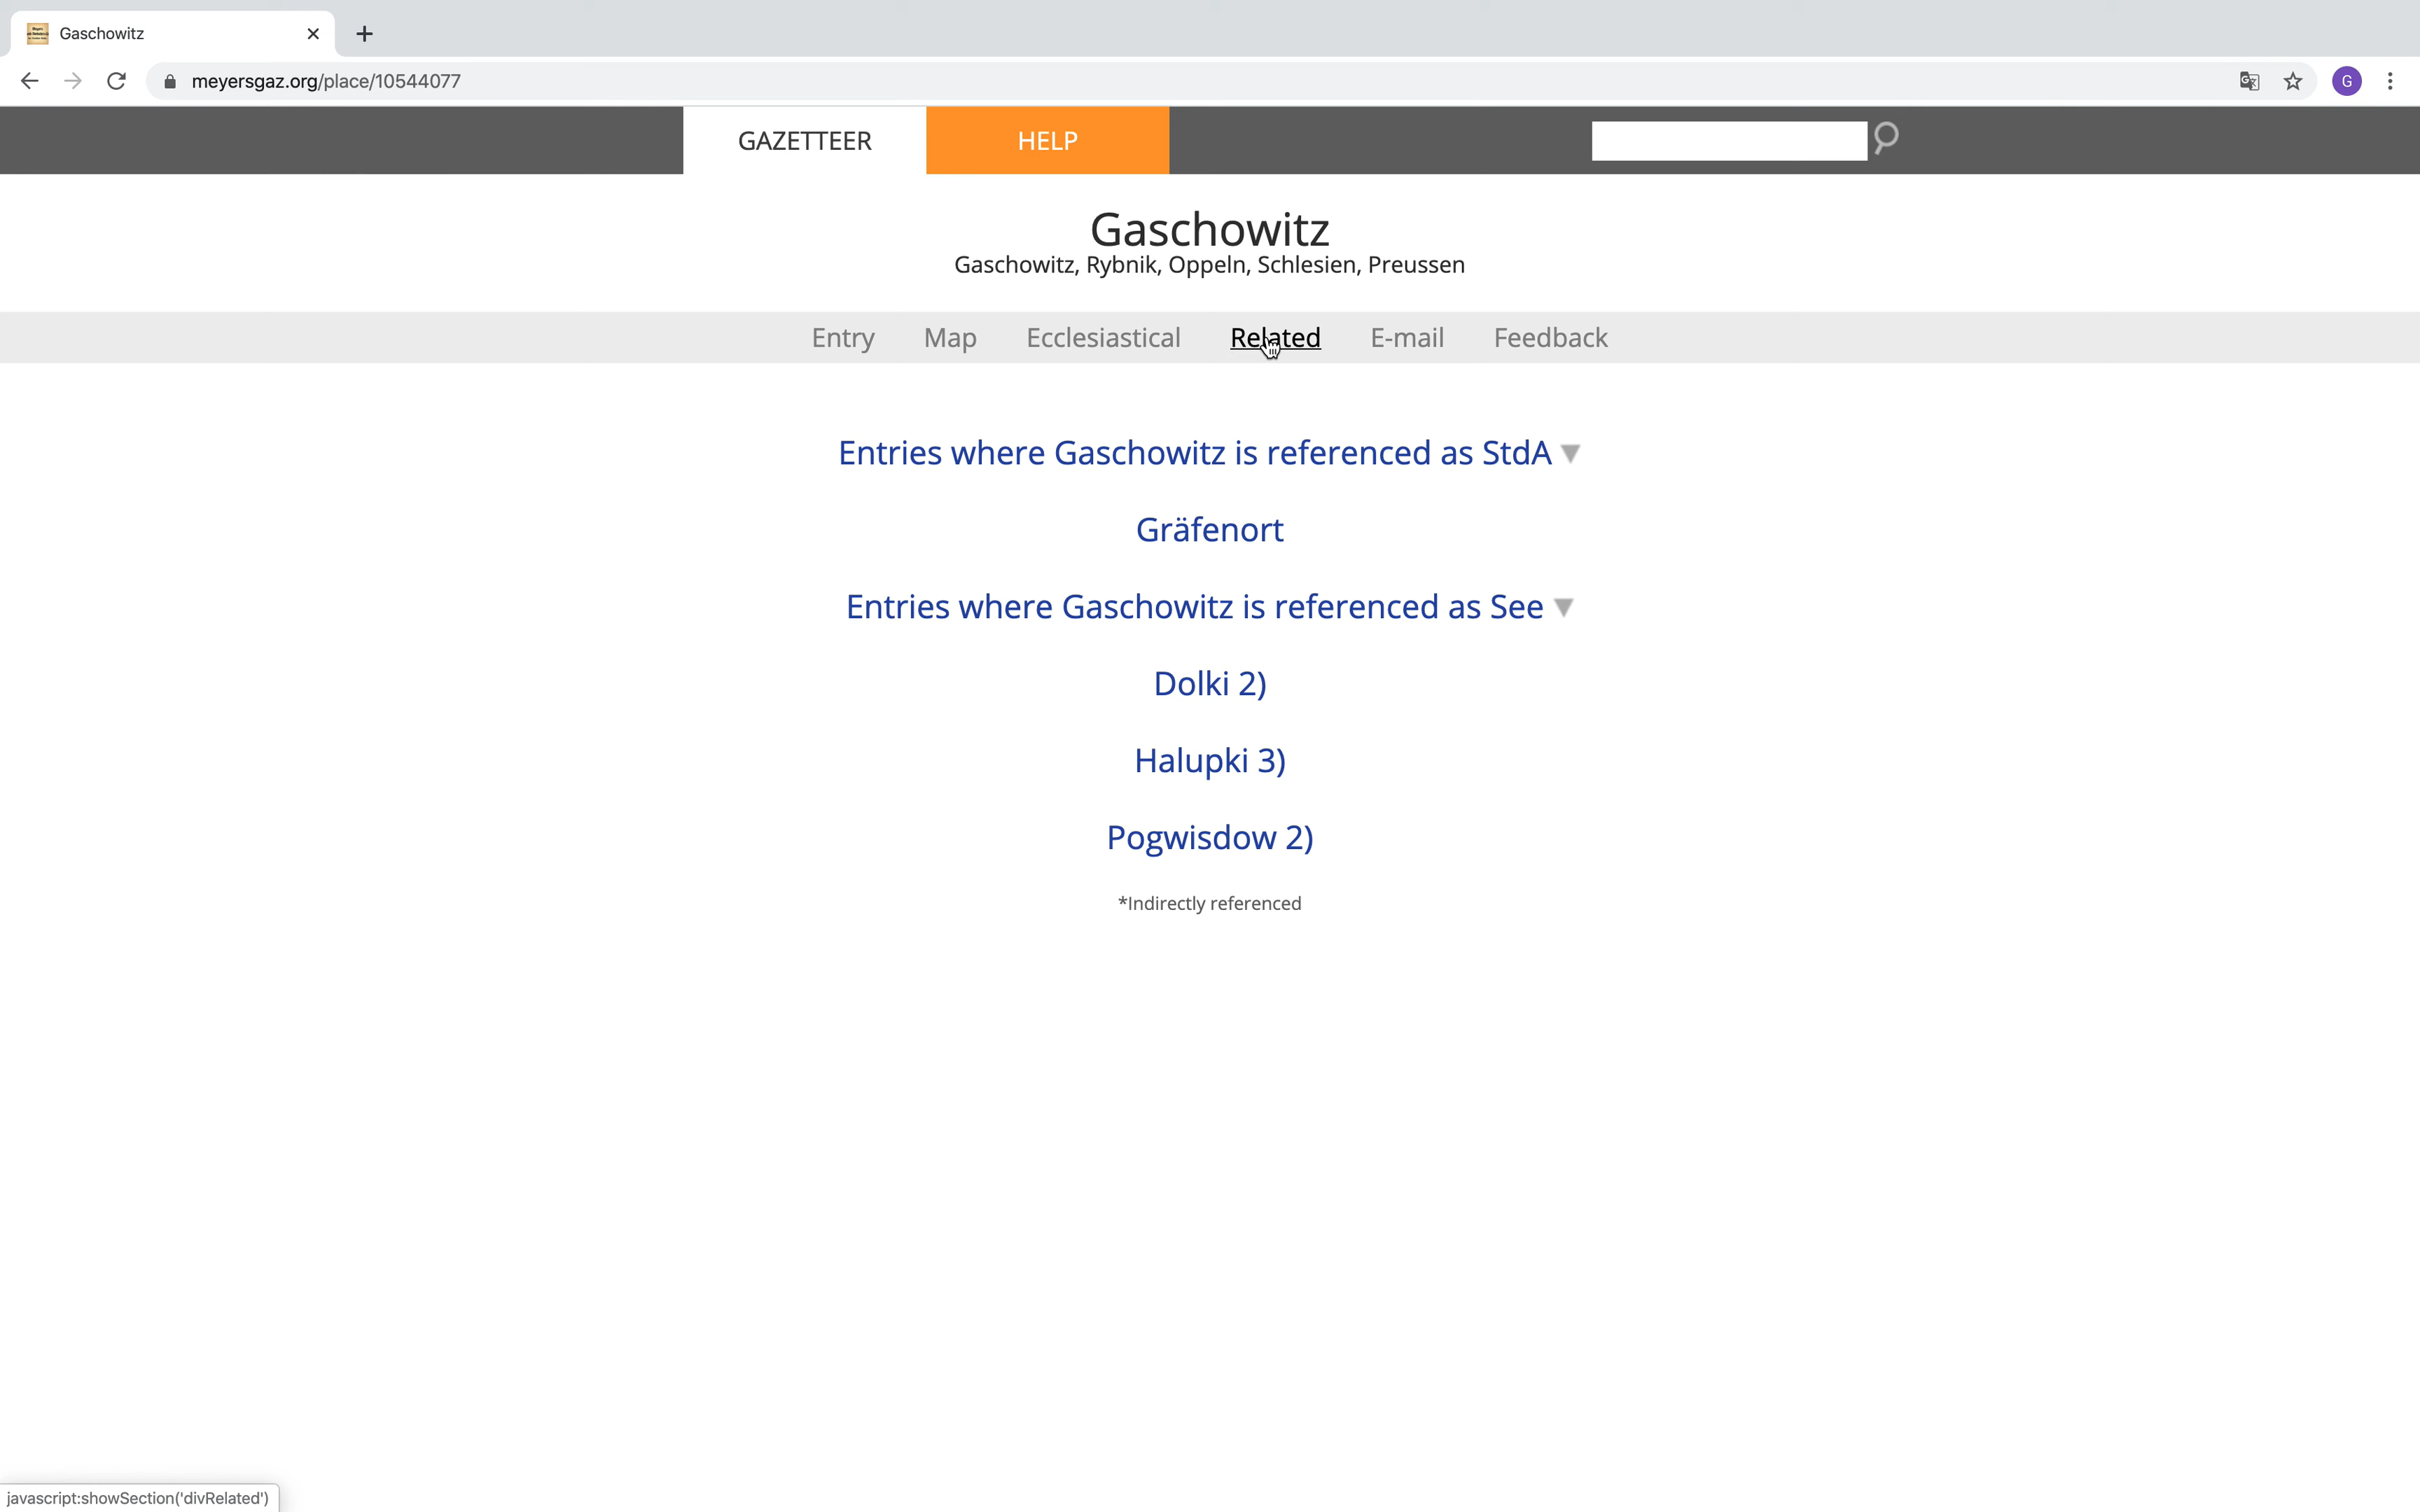 Gaschowitz
meyersgaz.org/place/10544077
G
GAZETTEER
HELP
Gaschowitz
Gaschowitz, Rybnik, Oppeln, Schlesien, Preussen
Entry Map Ecclesiastical Related E-mail Feedback
Entries where Gaschowitz is referenced as StdA ▼
Gräfenort
Entries where Gaschowitz is referenced as See ▼
Dolki 2)
Halupki 3)
Pogwisdow 2)
*Indirectly referenced
javascript:showSection('divRelated')